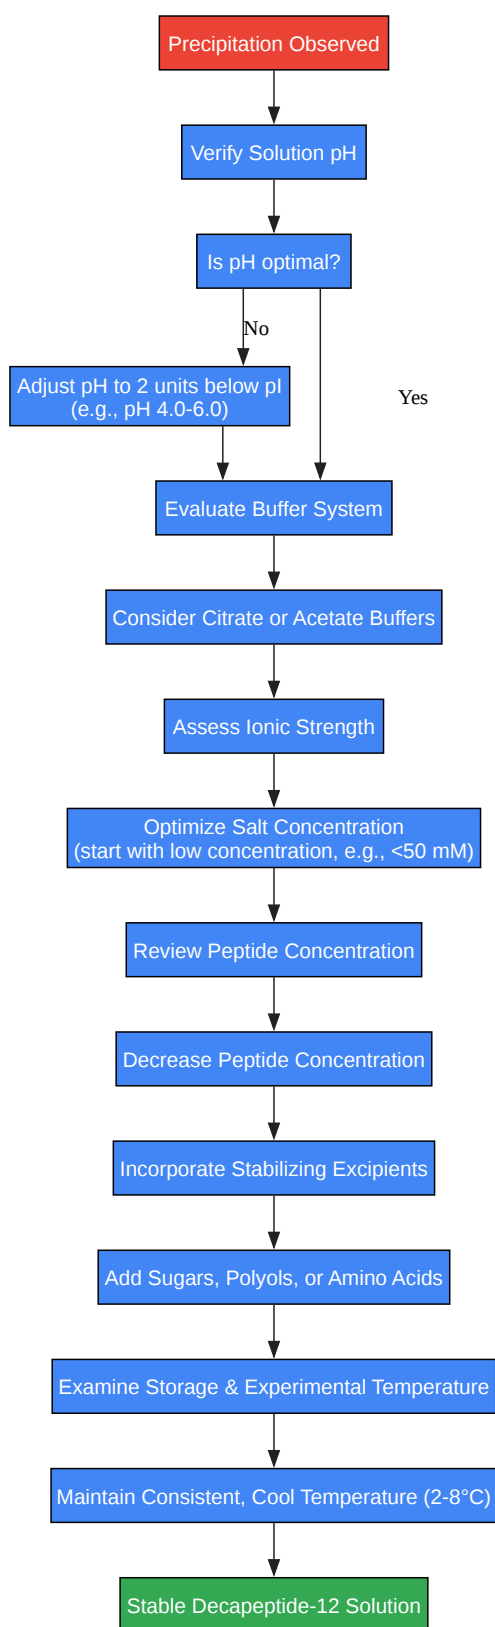 Precipitation Observed
Verify Solution pH
Is pH optimal?
No
Adjust pH to 2 units below pI
(e.g., pH 4.0-6.0)
Yes
Evaluate Buffer System
Consider Citrate or Acetate Buffers
Assess Ionic Strength
Optimize Salt Concentration
(start with low concentration, e.g., <50 mM)
Review Peptide Concentration
Decrease Peptide Concentration
Incorporate Stabilizing Excipients
Add Sugars, Polyols, or Amino Acids
Examine Storage & Experimental Temperature
Maintain Consistent, Cool Temperature (2-8°C)
Stable Decapeptide-12 Solution